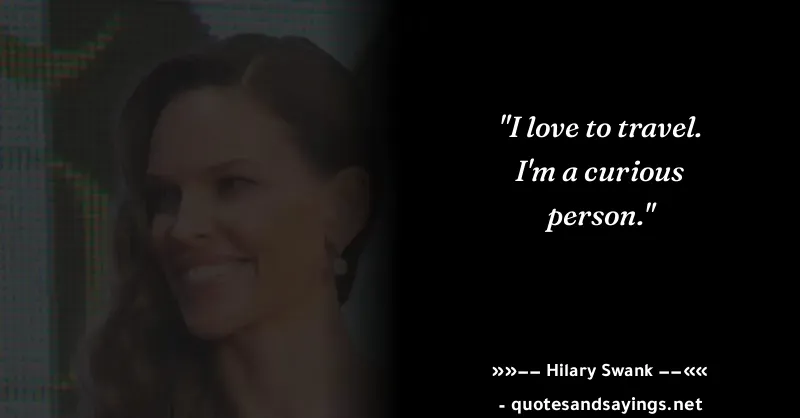 "I love to travel.
I'm a curious
person."
»»―― Hilary Swank ――««
- quotesandsayings.net